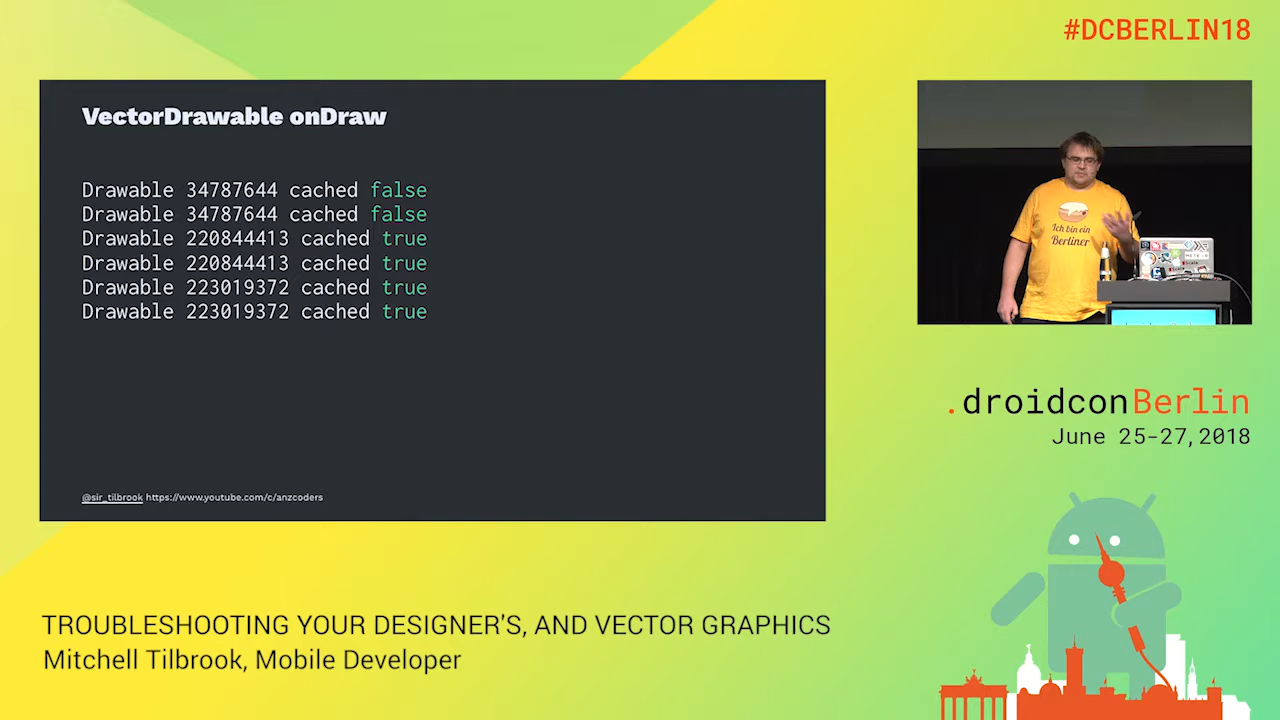 #DCBERLIN18
VectorDrawable onDraw
Drawable 34787644 cached false
Drawable 34787644 cached false
Drawable 220844413 cached true
Drawable 220844413 cached true
Drawable 223019372 cached true
Drawable 223019372 cached true
@sir_tilbrook https://www.youtube.com/c/anzcoders
Ich bin ein
Berliner
.droidconBerlin
June 25-27,2018
TROUBLESHOOTING YOUR DESIGNER'S, AND VECTOR GRAPHICS
Mitchell Tilbrook, Mobile Developer